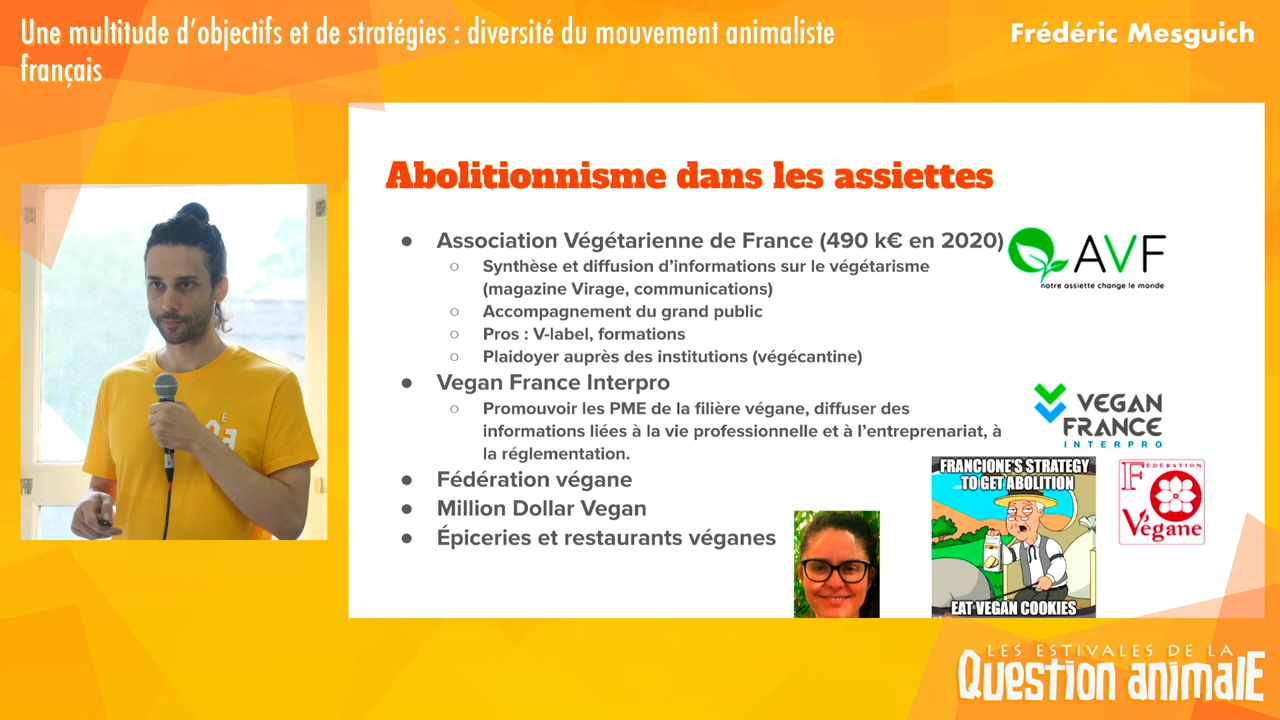 Une multitude d'objectifs et de stratégies : diversité du mouvement animaliste
français
Frédéric Mesguich
Abolitionnisme dans les assiettes
● Association Végétarienne de France (490 k€ en 2020)
○ Synthèse et diffusion d'informations sur le végétarisme
(magazine Virage, communications)
○ Accompagnement du grand public
○ Pros : V-label, formations
○ Plaidoyer auprès des institutions (végécantine)
● Vegan France Interpro
○ Promouvoir les PME de la filière végane, diffuser des
informations liées à la vie professionnelle et à l'entreprenariat, à
la réglementation.
● Fédération végane
● Million Dollar Vegan
● Épiceries et restaurants véganes
AVF
notre assiette change le monde
VEGAN
FRANCE
INTERPRO
FRANCIONE'S STRATEGY
TO GET ABOLITION
EAT VEGAN COOKIES
FÉDÉRATION
Végane
LES ESTIVALES DE LA
QUESTION ANIMALE